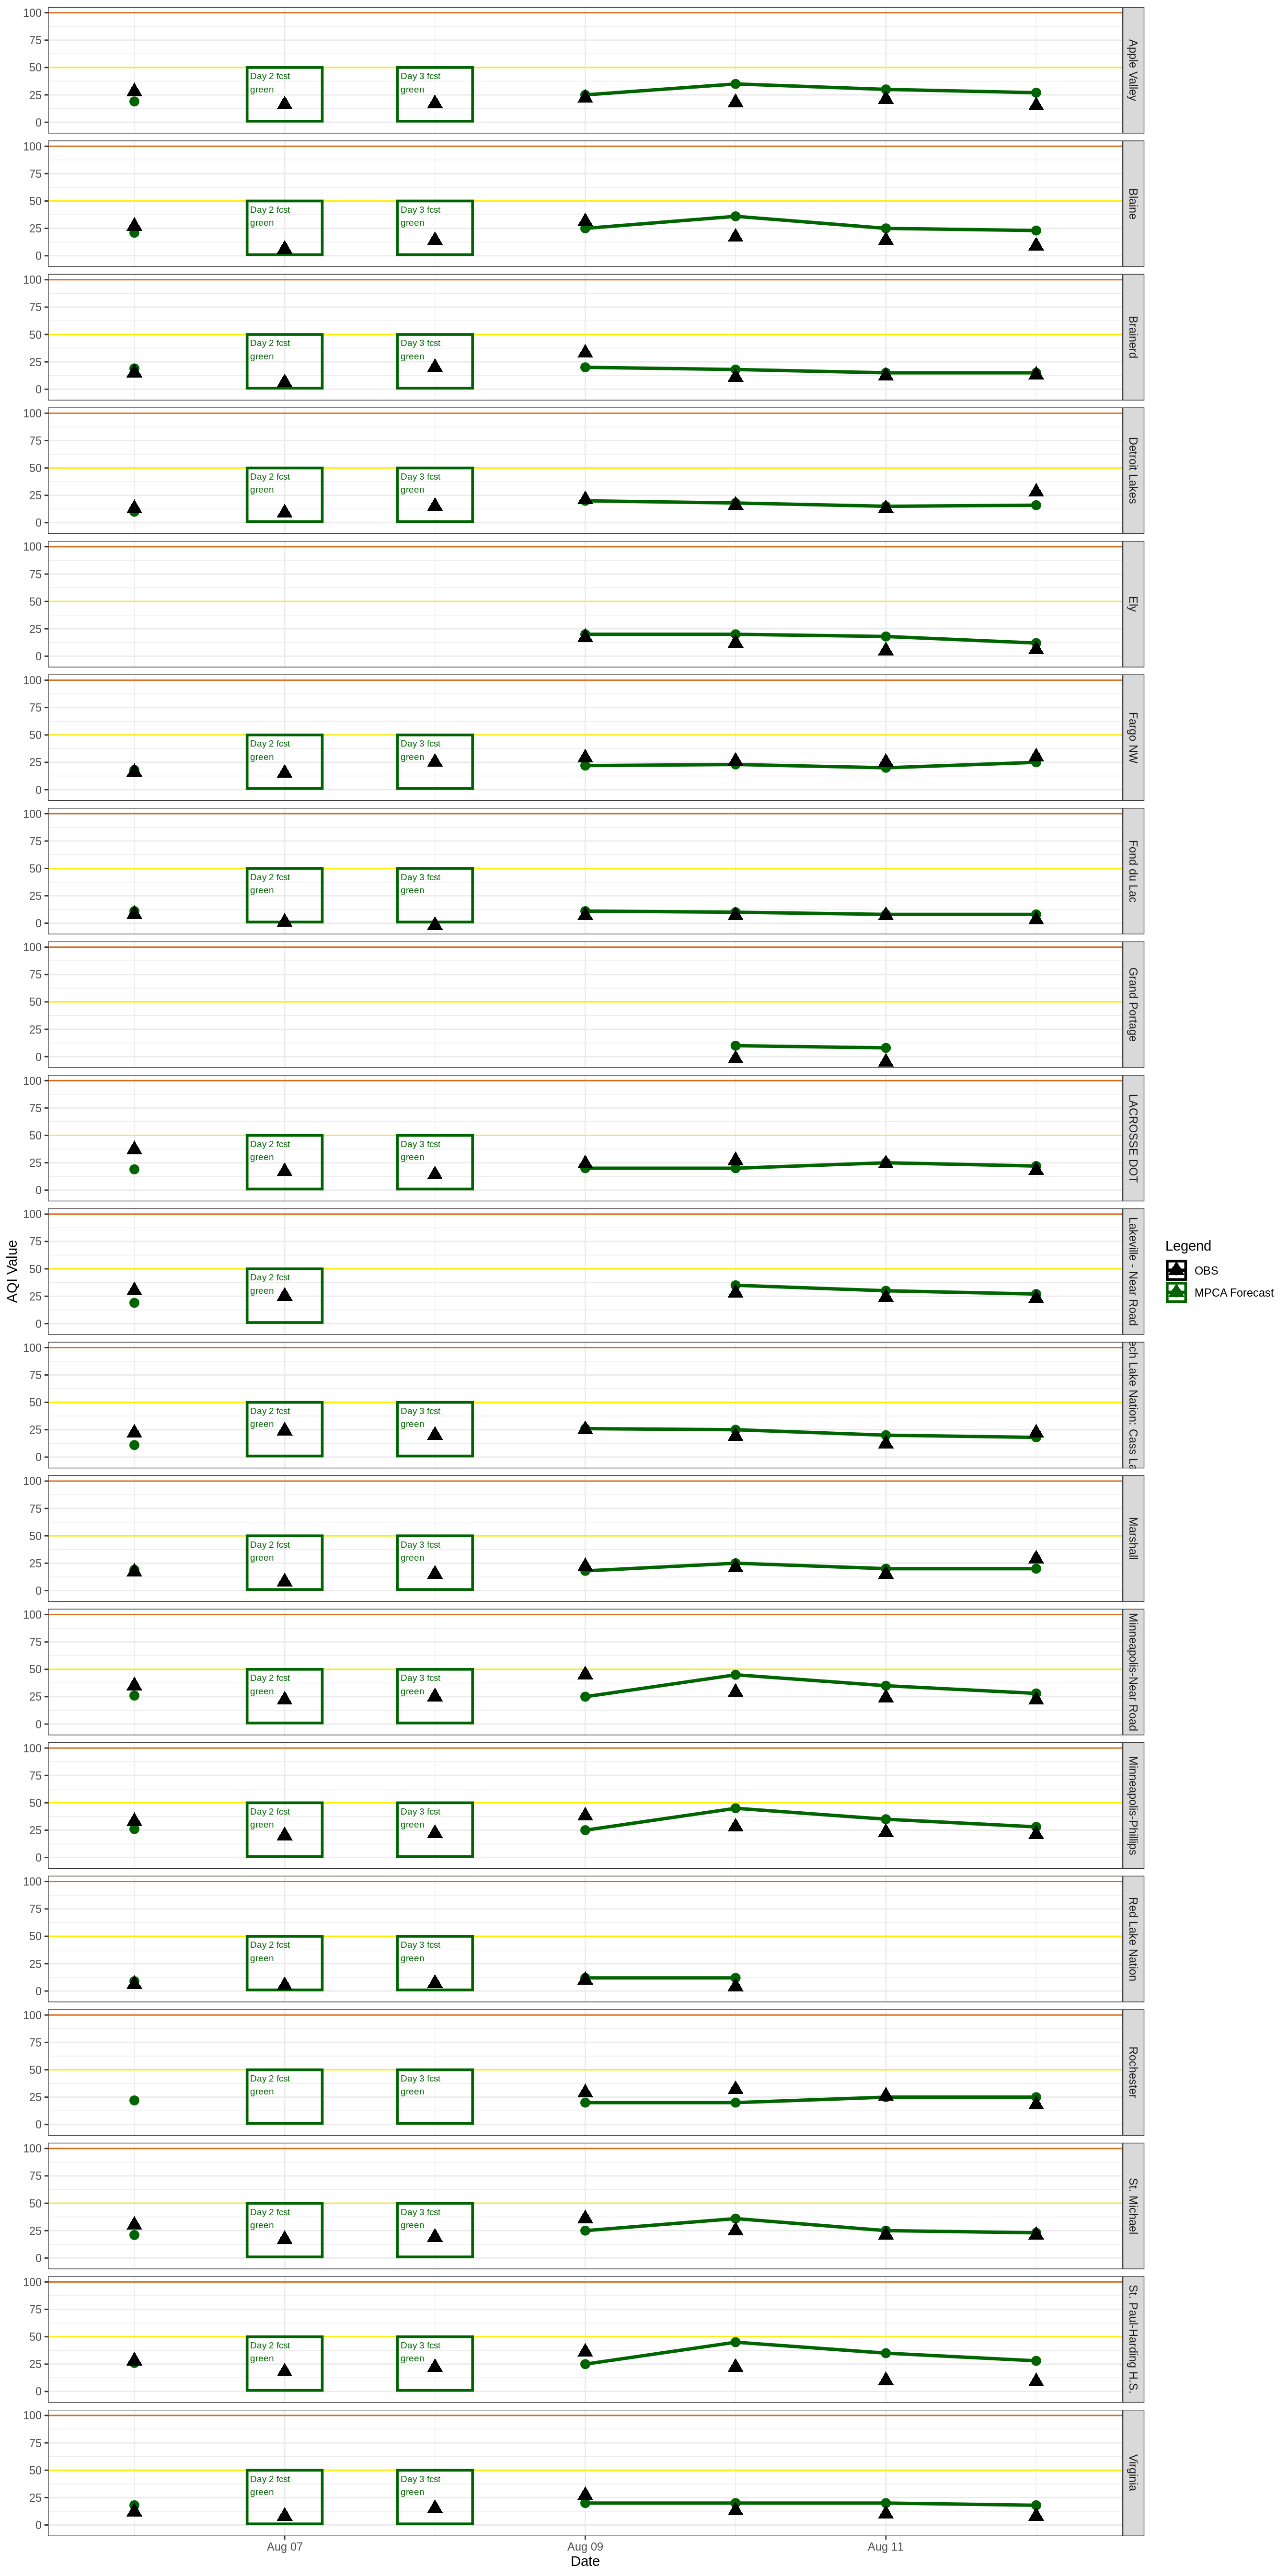 100
75
50
25
0
Day 2 fcst
green
Day 3 fcst
green
Apple Valley
100
75
50
25
0
Day 2 fcst
green
Day 3 fcst
green
Blaine
100
75
50
25
0
Day 2 fcst
green
Day 3 fcst
green
Brainerd
100
75
50
25
0
Day 2 fcst
green
Day 3 fcst
green
Detroit Lakes
100
75
50
25
0
Ely
100
75
50
25
0
Day 2 fcst
green
Day 3 fcst
green
Fargo NW
100
75
50
25
0
Day 2 fcst
green
Day 3 fcst
green
Fond du Lac
100
75
50
25
0
Grand Portage
100
75
50
25
0
Day 2 fcst
green
Day 3 fcst
green
LACROSSE DOT
100
75
50
25
0
Day 2 fcst
green
Lakeville - Near Road
100
75
50
25
0
Day 2 fcst
green
Day 3 fcst
green
ech Lake Nation: Cass La
100
75
50
25
0
Day 2 fcst
green
Day 3 fcst
green
Marshall
100
75
50
25
0
Day 2 fcst
green
Day 3 fcst
green
Minneapolis-Near Road
100
75
50
25
0
Day 2 fcst
green
Day 3 fcst
green
Minneapolis-Phillips
100
75
50
25
0
Day 2 fcst
green
Day 3 fcst
green
Red Lake Nation
100
75
50
25
0
Day 2 fcst
green
Day 3 fcst
green
Rochester
100
75
50
25
0
Day 2 fcst
green
Day 3 fcst
green
St. Michael
100
75
50
25
0
Day 2 fcst
green
Day 3 fcst
green
St. Paul-Harding H.S.
100
75
50
25
0
Day 2 fcst
green
Day 3 fcst
green
Virginia
Aug 07
Aug 09
Aug 11
Date
AQI Value
Legend
OBS
MPCA Forecast